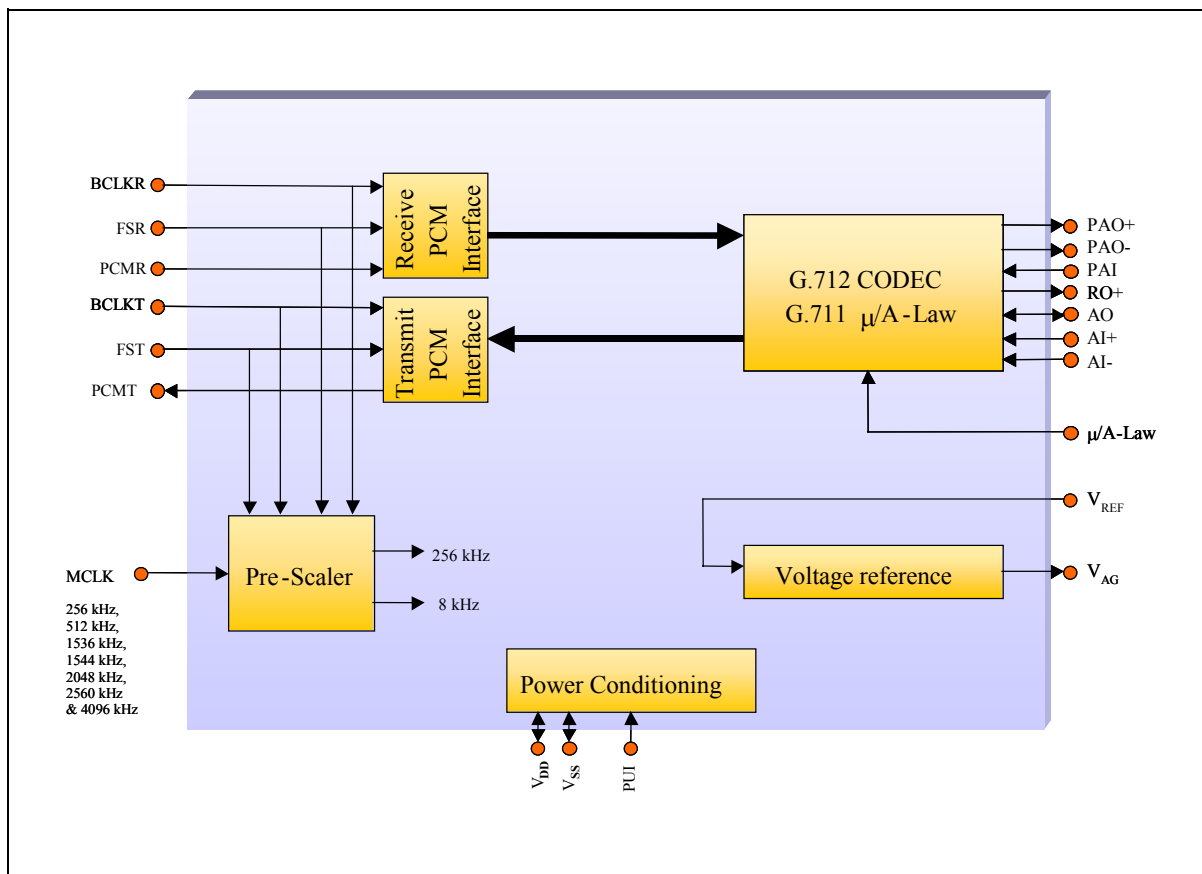 BCLKR
FSR
PCMR
BCLKT
FST
PCMT
Receive
PCM
Interface
Transmit
PCM
Interface
G.712 CODEC
G.711 μ/A-Law
PAO+
PAO-
PAI
RO+
AO
AI+
AI-
μ/A-Law
VREF
Voltage reference
VAG
MCLK
256 kHz,
512 kHz,
1536 kHz,
1544 kHz,
2048 kHz,
2560 kHz
& 4096 kHz
Pre-Scaler
256 kHz
8 kHz
Power Conditioning
VDD
VSS
PUI